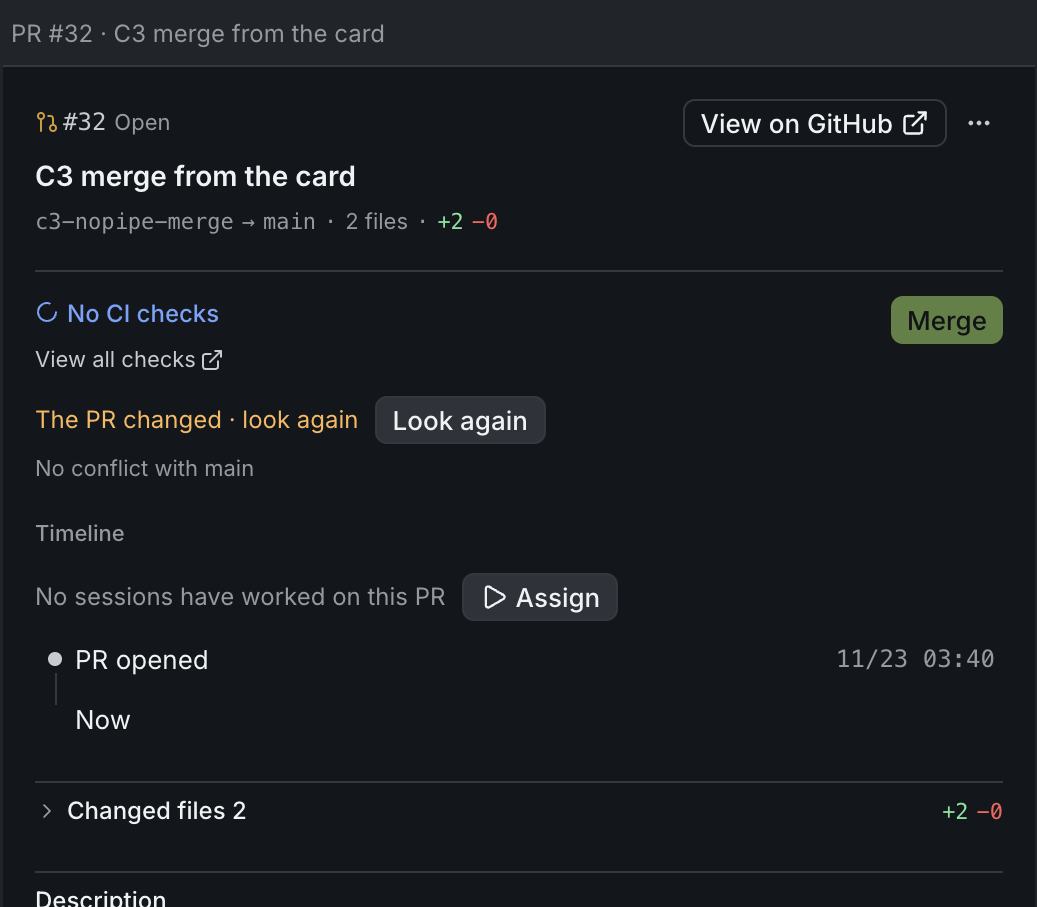 PR #32 · C3 merge from the card
#32 Open
View on GitHub
C3 merge from the card
c3-nopipe-merge → main · 2 files · +2 -0
No CI checks
Merge
View all checks
The PR changed · look again
Look again
No conflict with main
Timeline
No sessions have worked on this PR
Assign
PR opened
11/23 03:40
Now
Changed files 2
+2 -0
Description